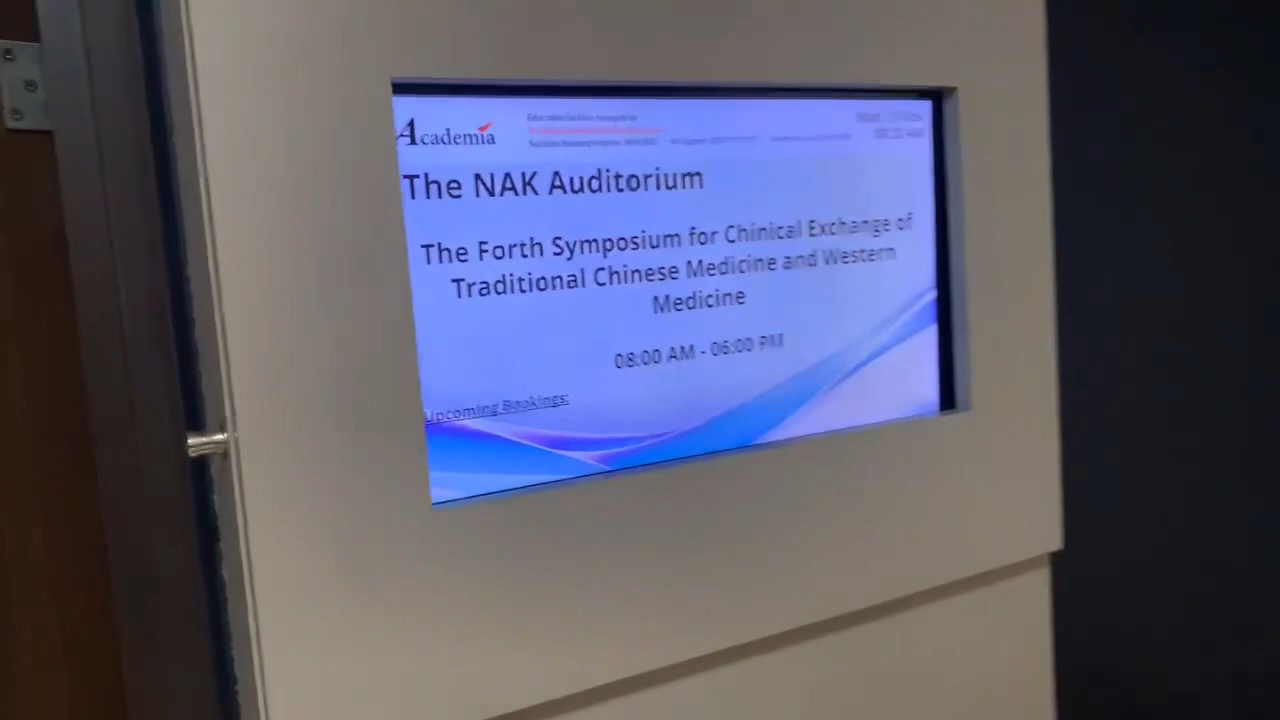 Academia
The NAK Auditorium
The Forth Symposium for Chinical Exchange of
Traditional Chinese Medicine and Western
Medicine
08:00 AM - 06:00 PM
Upcoming Bookings: